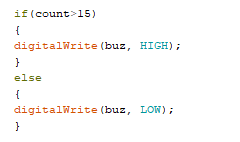 if(count>15)
{
digitalWrite(buz, HIGH);
}
else
{
digitalWrite(buz, LOW);
}